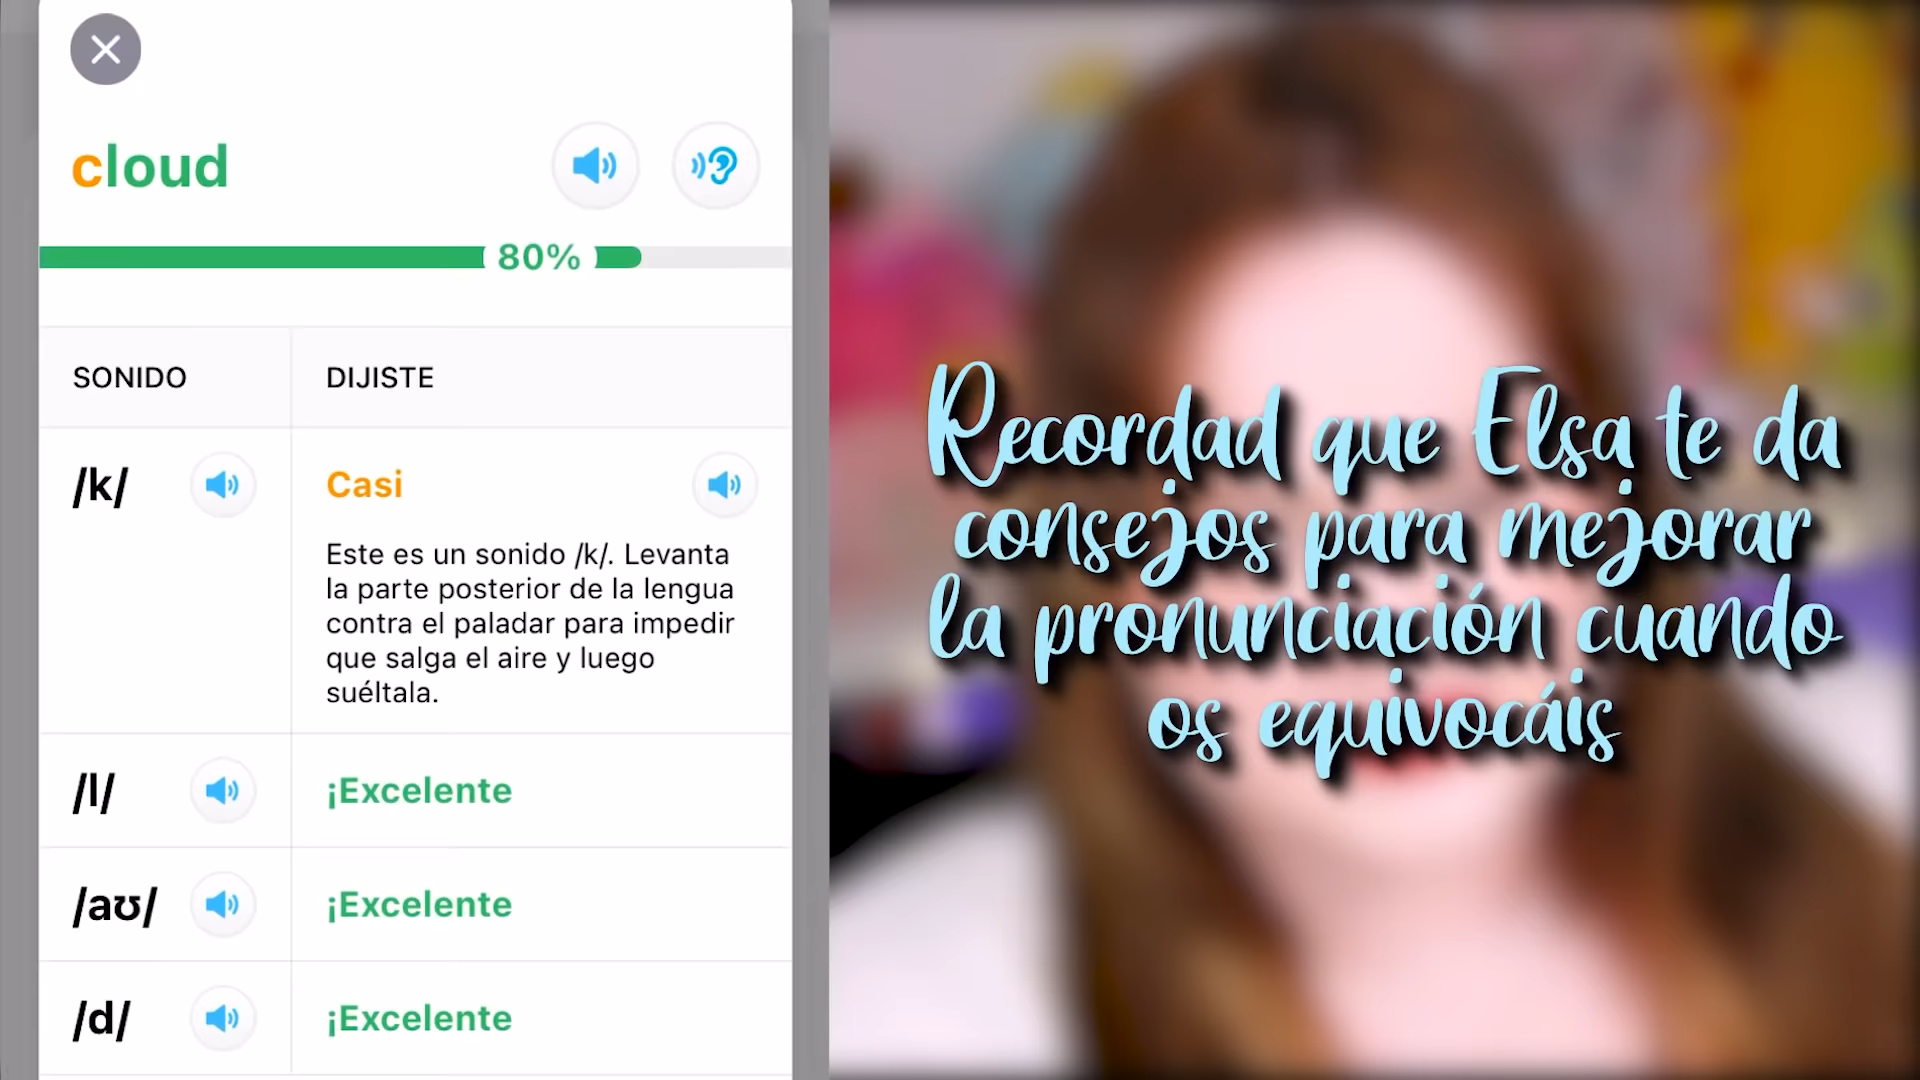 cloud
80%
SONIDO
DIJISTE
/k/
Casi
Este es un sonido /k/. Levanta
la parte posterior de la lengua
contra el paladar para impedir
que salga el aire y luego
suéltala.
/l/
¡Excelente
/aʊ/
¡Excelente
/d/
¡Excelente
Recordad que Elsa te da
consejos para mejorar
la pronunciación cuando
os equivocáis